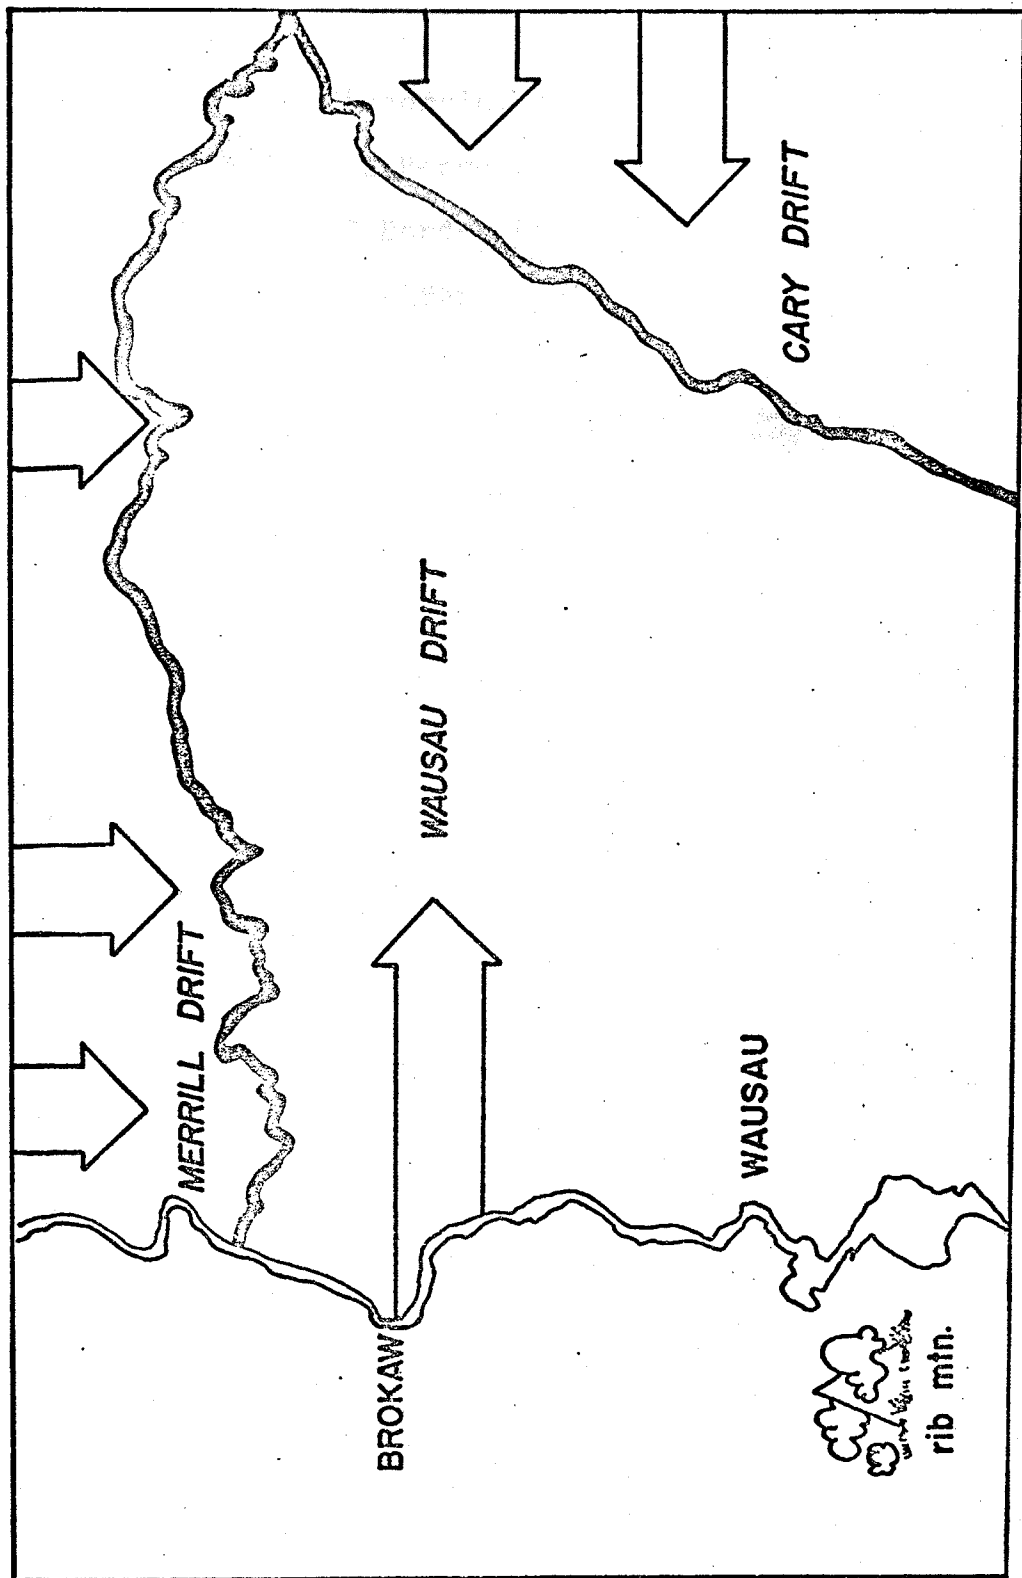 MERRILL DRIFT
WAUSAU DRIFT
CARY DRIFT
BROKAW
WAUSAU
rib mtn.